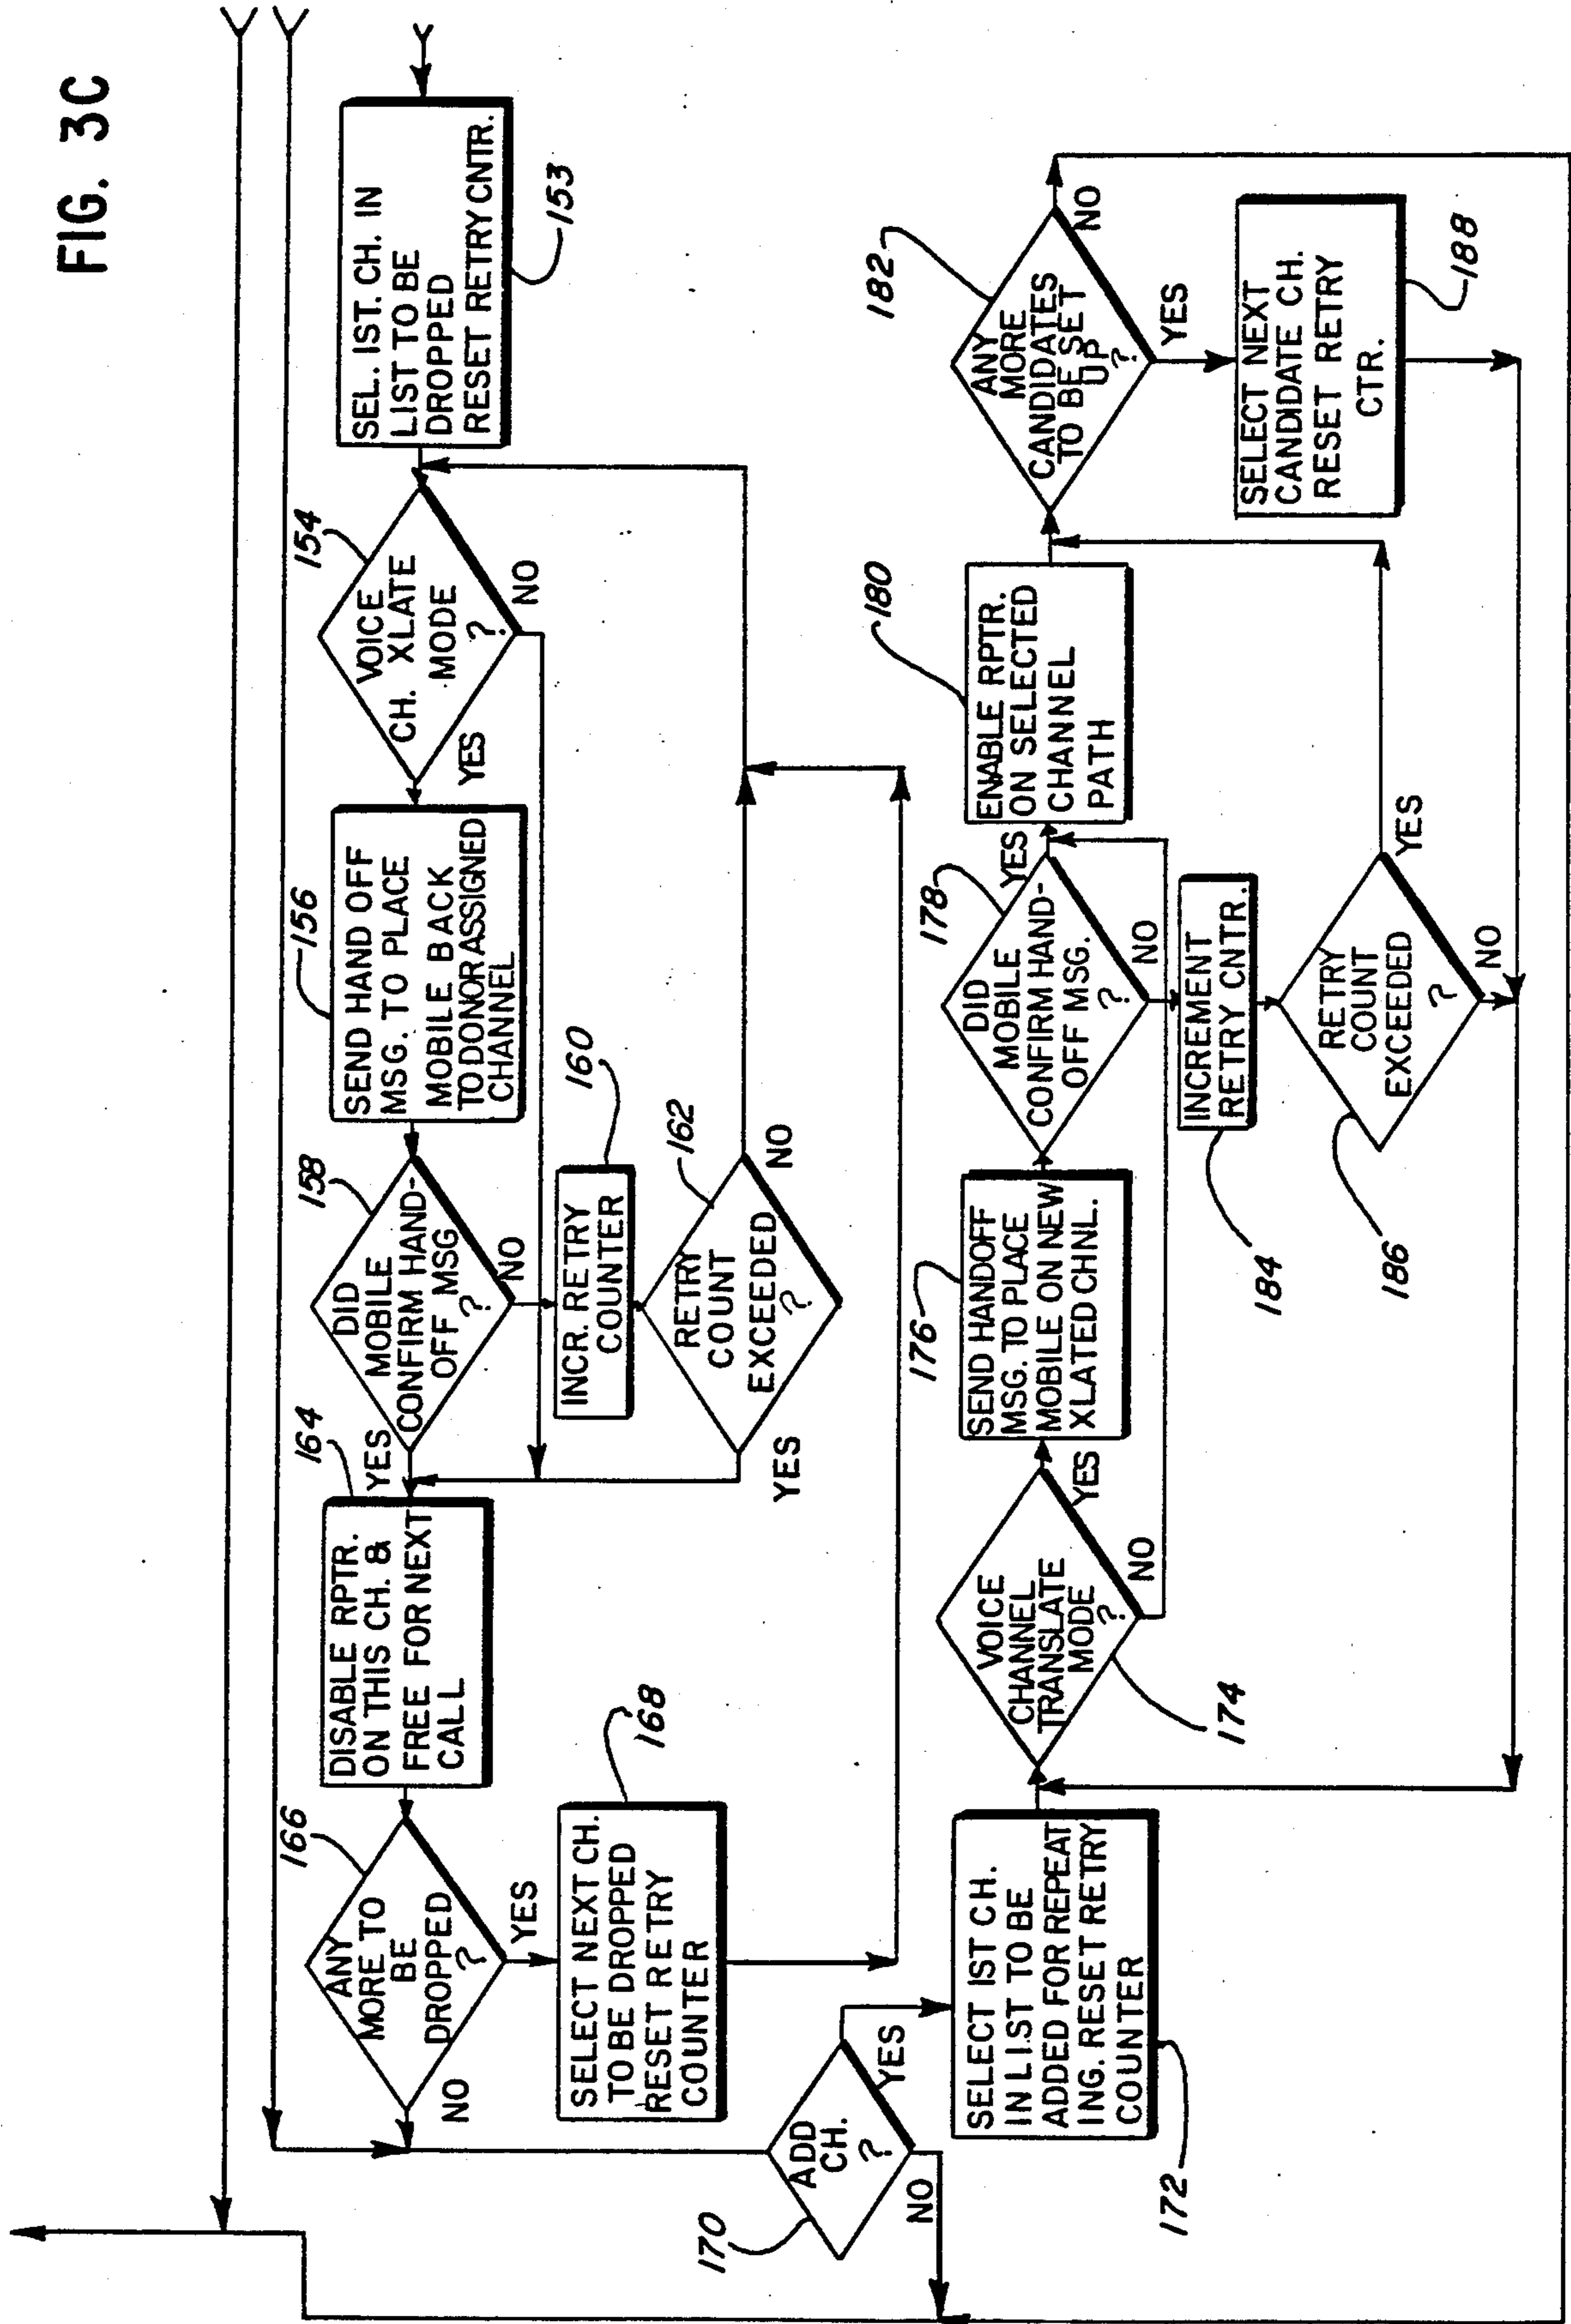 FIG. 3C
SEL. 1ST. CH. IN
LIST TO BE
DROPPED
RESET RETRY CNTR.
153
154
VOICE
CH. XLATE
MODE
?
NO
YES
156
SEND HAND OFF
MSG. TO PLACE
MOBILE BACK
TO DONOR ASSIGNED
CHANNEL
158
DID
MOBILE
CONFIRM HAND-
OFF MSG
?
NO
YES
160
INCR. RETRY
COUNTER
162
RETRY
COUNT
EXCEEDED
?
NO
YES
164
DISABLE RPTR.
ON THIS CH. &
FREE FOR NEXT
CALL
166
ANY
MORE TO
BE
DROPPED
?
YES
NO
168
SELECT NEXT CH.
TO BE DROPPED
RESET RETRY
COUNTER
170
ADD
CH.
?
YES
NO
172
SELECT 1ST CH.
IN LIST TO BE
ADDED FOR REPEAT
ING. RESET RETRY
COUNTER
174
VOICE
CHANNEL
TRANSLATE
MODE
?
YES
NO
176
SEND HANDOFF
MSG. TO PLACE
MOBILE ON NEW
XLATED CHNL.
178
DID
MOBILE
CONFIRM HAND-
OFF MSG.
?
YES
NO
180
ENABLE RPTR.
ON SELECTED
CHANNEL
PATH
182
ANY
MORE
CANDIDATES
TO BE SET
UP
?
NO
YES
184
INCREMENT
RETRY CNTR.
186
RETRY
COUNT
EXCEEDED
?
YES
NO
188
SELECT NEXT
CANDIDATE CH.
RESET RETRY
CTR.